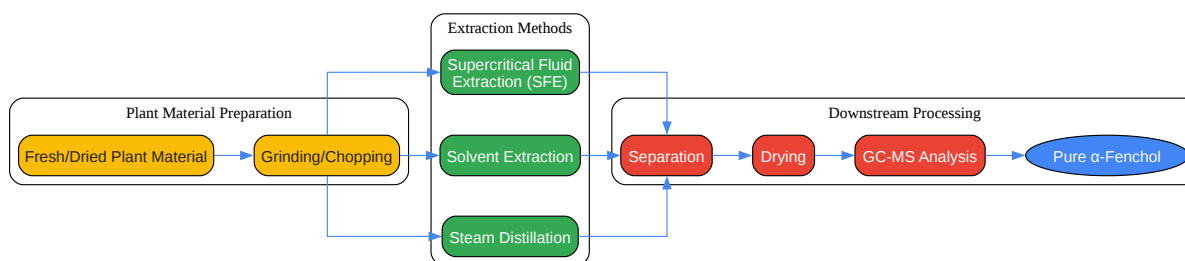 Extraction Methods
Supercritical Fluid
Extraction (SFE)
Plant Material Preparation
Downstream Processing
Fresh/Dried Plant Material
Grinding/Chopping
Solvent Extraction
Separation
Drying
GC-MS Analysis
Pure α-Fenchol
Steam Distillation